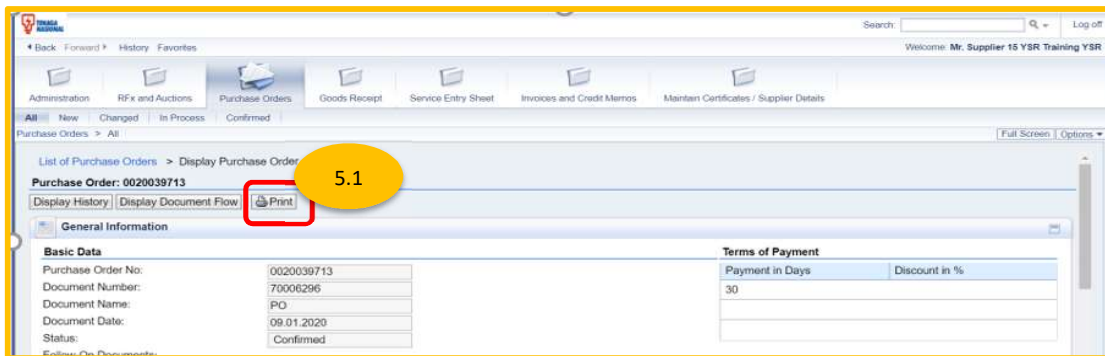 TENAGA
NASIONAL
Search: Log off
Back Forward History Favorites Welcome: Mr. Supplier 15 YSR Training YSR
Administration RFx and Auctions Purchase Orders Goods Receipt Service Entry Sheet Invoices and Credit Memos Maintain Certificates / Supplier Details
All New Changed In Process Confirmed
Purchase Orders > All Full Screen Options
List of Purchase Orders > Display Purchase Order
5.1
Purchase Order: 0020039713
Display History Display Document Flow Print
General Information
Basic Data Terms of Payment
Purchase Order No: 0020039713 Payment in Days Discount in %
Document Number: 70006296 30
Document Name: PO
Document Date: 09.01.2020
Status: Confirmed
Follow-On Documents: